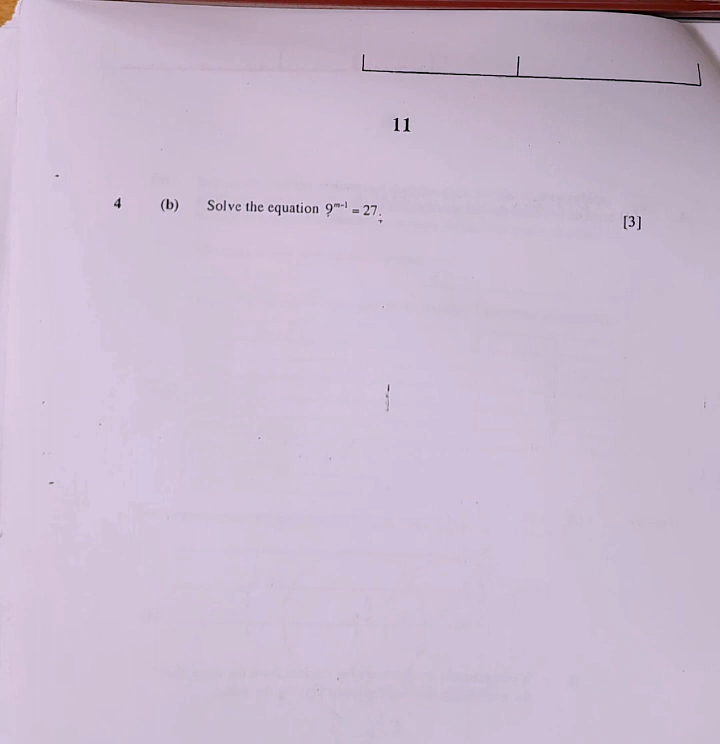 11
4 (b) Solve the equation 9^{m-1} = 27.
[3]